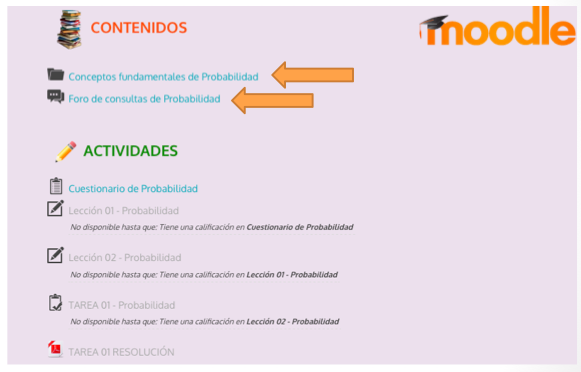 CONTENIDOS
moodle
Conceptos fundamentales de Probabilidad
Foro de consultas de Probabilidad
ACTIVIDADES
Cuestionario de Probabilidad
Lección 01 - Probabilidad
No disponible hasta que: Tiene una calificación en Cuestionario de Probabilidad
Lección 02 - Probabilidad
No disponible hasta que: Tiene una calificación en Lección 01 - Probabilidad
TAREA 01 - Probabilidad
No disponible hasta que: Tiene una calificación en Lección 02 - Probabilidad
TAREA 01 RESOLUCIÓN